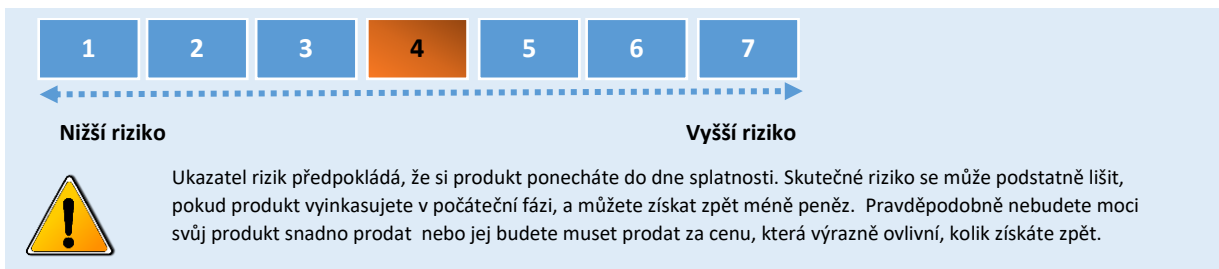 1 2 3 4 5 6 7
Nižší riziko Vyšší riziko
Ukazatel rizik předpokládá, že si produkt ponecháte do dne splatnosti. Skutečné riziko se může podstatně lišit,
pokud produkt vyinkasujete v počáteční fázi, a můžete získat zpět méně peněz. Pravděpodobně nebudete moci
svůj produkt snadno prodat nebo jej budete muset prodat za cenu, která výrazně ovlivní, kolik získáte zpět.